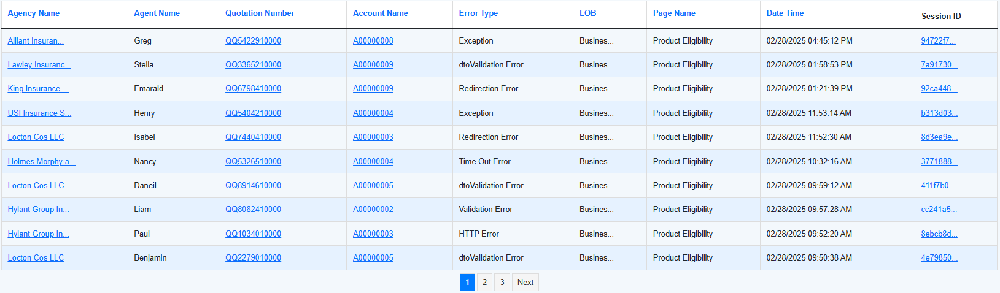 Agency Name Agent Name Quotation Number Account Name Error Type LOB Page Name Date Time Session ID
Alliant Insuran... Greg QQ5422910000 A00000008 Exception Busines... Product Eligibility 02/28/2025 04:45:12 PM 94722f7...
Lawley Insuranc... Stella QQ3365210000 A00000009 dtoValidation Error Busines... Product Eligibility 02/28/2025 01:58:53 PM 7a91730...
King Insurance ... Emarald QQ6798410000 A00000009 Redirection Error Busines... Product Eligibility 02/28/2025 01:21:39 PM 92ca448...
USI Insurance S... Henry QQ5404210000 A00000004 Exception Busines... Product Eligibility 02/28/2025 11:53:14 AM b313d03...
Locton Cos LLC Isabel QQ7440410000 A00000003 Redirection Error Busines... Product Eligibility 02/28/2025 11:52:30 AM 8d3ea9e...
Holmes Morphy a... Nancy QQ5326510000 A00000004 Time Out Error Busines... Product Eligibility 02/28/2025 10:32:16 AM 3771888...
Locton Cos LLC Daneil QQ8914610000 A00000005 dtoValidation Error Busines... Product Eligibility 02/28/2025 09:59:12 AM 411f7b0...
Hylant Group In... Liam QQ8082410000 A00000002 Validation Error Busines... Product Eligibility 02/28/2025 09:57:28 AM cc241a5...
Hylant Group In... Paul QQ1034010000 A00000003 HTTP Error Busines... Product Eligibility 02/28/2025 09:52:20 AM 8ebcb8d...
Locton Cos LLC Benjamin QQ2279010000 A00000005 dtoValidation Error Busines... Product Eligibility 02/28/2025 09:50:38 AM 4e79850...
1 2 3 Next